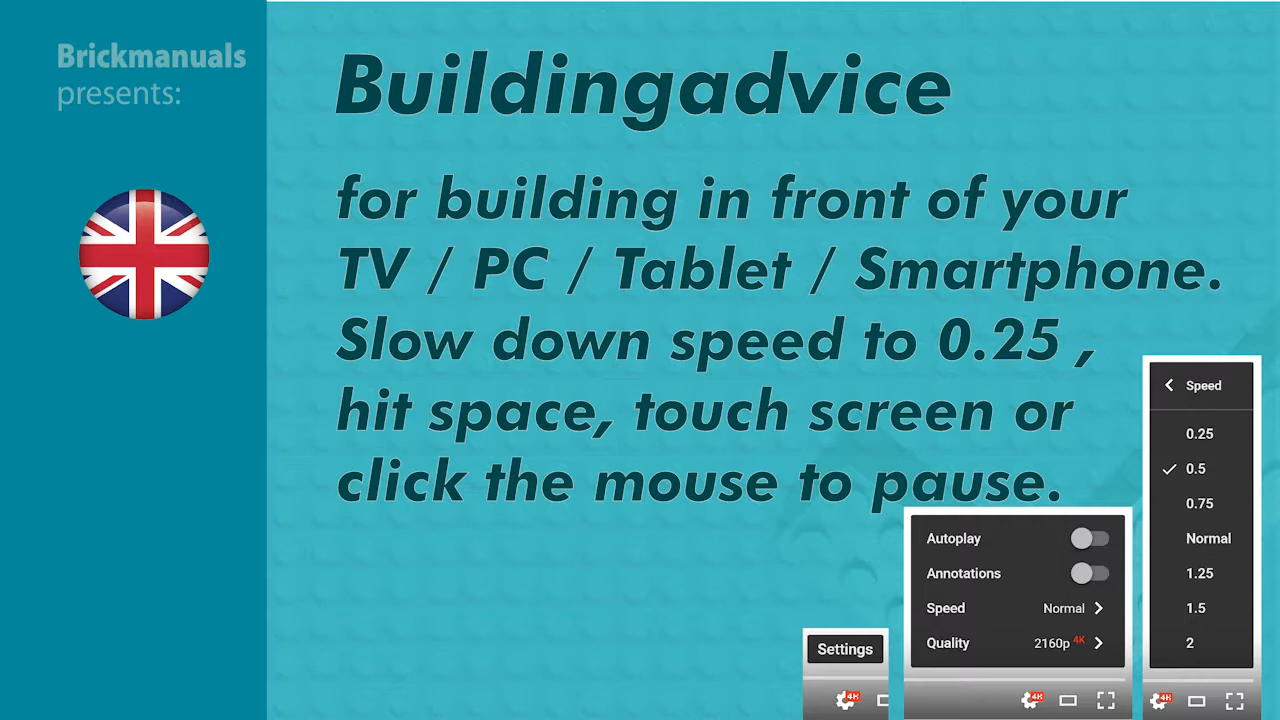 Brickmanuals
presents:
Buildingadvice
for building in front of your
TV / PC / Tablet / Smartphone.
Slow down speed to 0.25 ,
hit space, touch screen or
click the mouse to pause.
Settings
4K
Autoplay
Annotations
Speed Normal
Quality 2160p 4K
4K
Speed
0.25
0.5
0.75
Normal
1.25
1.5
2
4K